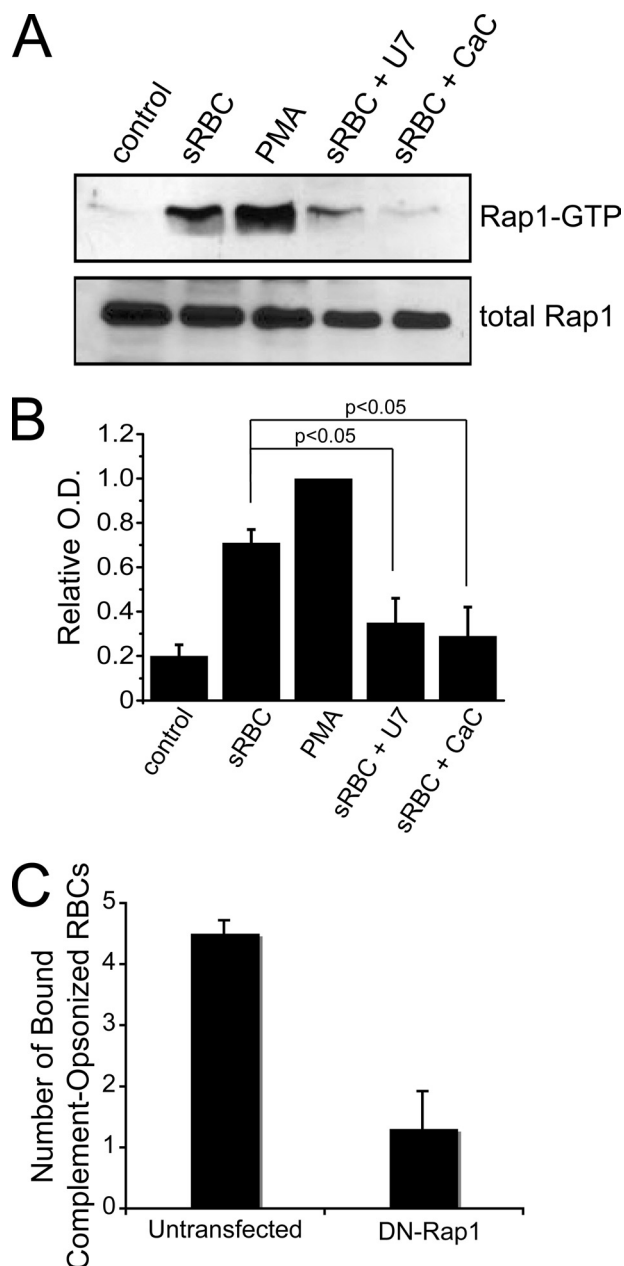 A
control
sRBC
PMA
sRBC + U7
sRBC + CaC
Rap1-GTP
total Rap1
B
p<0.05
p<0.05
Relative O.D.
1.2
1.0
0.8
0.6
0.4
0.2
0
control
sRBC
PMA
sRBC + U7
sRBC + CaC
C
Number of Bound
Complement-Opsonized RBCs
5
4
3
2
1
0
Untransfected
DN-Rap1